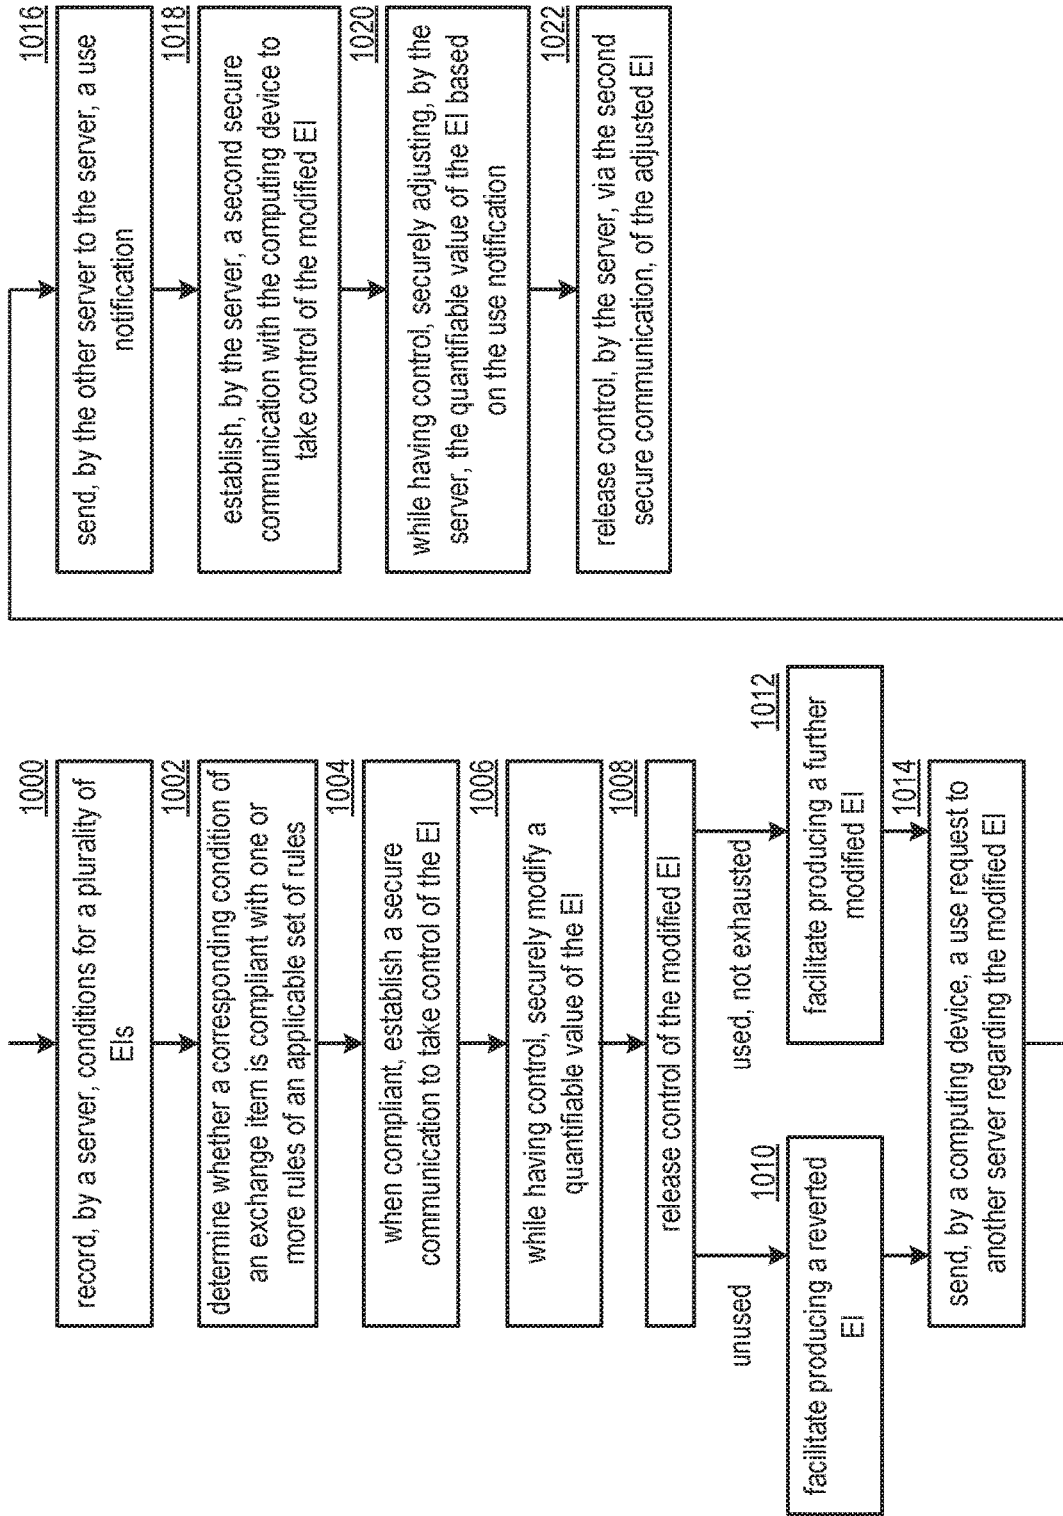 1000
record, by a server, conditions for a plurality of
EIs
1002
determine whether a corresponding condition of
an exchange item is compliant with one or
more rules of an applicable set of rules
1004
when compliant, establish a secure
communication to take control of the EI
1006
while having control, securely modify a
quantifiable value of the EI
1008
release control of the modified EI
unused
used, not exhausted
1010
facilitate producing a reverted
EI
1012
facilitate producing a further
modified EI
1014
send, by a computing device, a use request to
another server regarding the modified EI
1016
send, by the other server to the server, a use
notification
1018
establish, by the server, a second secure
communication with the computing device to
take control of the modified EI
1020
while having control, securely adjusting, by the
server, the quantifiable value of the EI based
on the use notification
1022
release control, by the server, via the second
secure communication, of the adjusted EI